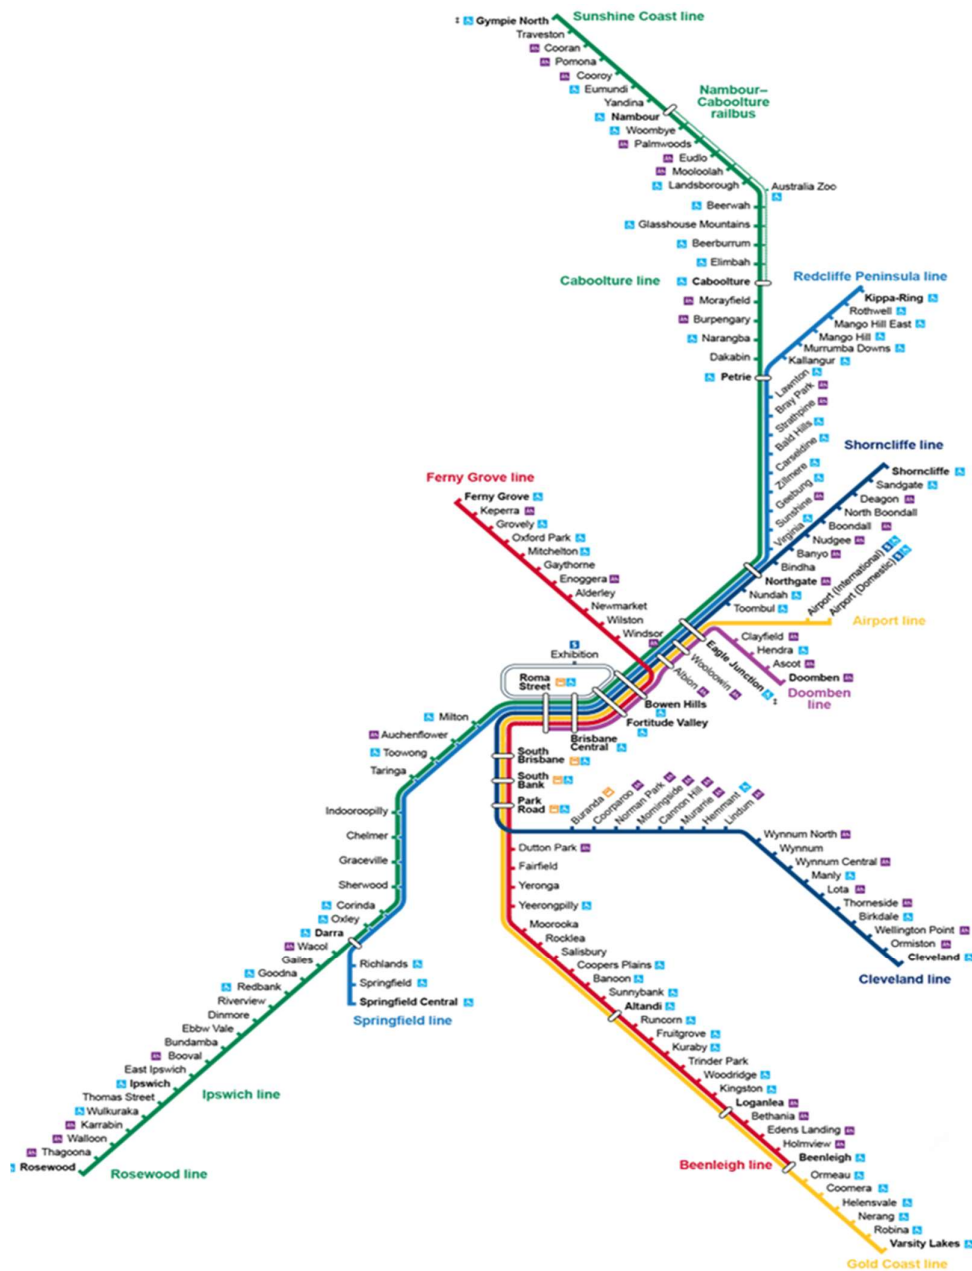 Gympie North
Sunshine Coast line
Traveston
Cooran
Pomona
Cooroy
Eumundi
Yandina
Nambour–
Caboolture
railbus
Nambour
Woombye
Palmwoods
Eudlo
Mooloolah
Landsborough
Australia Zoo
Beerwah
Glasshouse Mountains
Beerburrum
Elimbah
Caboolture line
Caboolture
Morayfield
Burpengary
Narangba
Dakabin
Petrie
Redcliffe Peninsula line
Kippa-Ring
Rothwell
Mango Hill East
Mango Hill
Murrumba Downs
Kallangur
Lawnton
Bray Park
Strathpine
Bald Hills
Carseldine
Zillmere
Geebung
Sunshine
Virginia
Shorncliffe line
Shorncliffe
Sandgate
Deagon
North Boondall
Boondall
Nudgee
Banyo
Bindha
Northgate
Nundah
Toombul
Airport (International)
Airport (Domestic)
Airport line
Ferny Grove line
Ferny Grove
Keperra
Grovely
Oxford Park
Mitchelton
Gaythorne
Enoggera
Alderley
Newmarket
Wilston
Windsor
Clayfield
Hendra
Ascot
Doomben
Doomben
line
Eagle Junction
Wooloowin
Albion
Exhibition
Roma
Street
Bowen Hills
Fortitude Valley
Brisbane
Central
South
Brisbane
South
Bank
Park
Road
Milton
Auchenflower
Toowong
Taringa
Indooroopilly
Chelmer
Graceville
Sherwood
Corinda
Oxley
Darra
Wacol
Gailes
Goodna
Redbank
Riverview
Dinmore
Ebbw Vale
Bundamba
Booval
East Ipswich
Ipswich
Thomas Street
Wulkuraka
Karrabin
Walloon
Thagoona
Rosewood
Richlands
Springfield
Springfield Central
Springfield line
Ipswich line
Rosewood line
Buranda
Coorparoo
Norman Park
Morningside
Cannon Hill
Murarrie
Hemmant
Lindum
Wynnum North
Wynnum
Wynnum Central
Manly
Lota
Thorneside
Birkdale
Wellington Point
Ormiston
Cleveland
Cleveland line
Dutton Park
Fairfield
Yeronga
Yeerongpilly
Moorooka
Rocklea
Salisbury
Coopers Plains
Banoon
Sunnybank
Altandi
Runcorn
Fruitgrove
Kuraby
Trinder Park
Woodridge
Kingston
Loganlea
Bethania
Edens Landing
Holmview
Beenleigh
Beenleigh line
Ormeau
Coomera
Helensvale
Nerang
Robina
Varsity Lakes
Gold Coast line